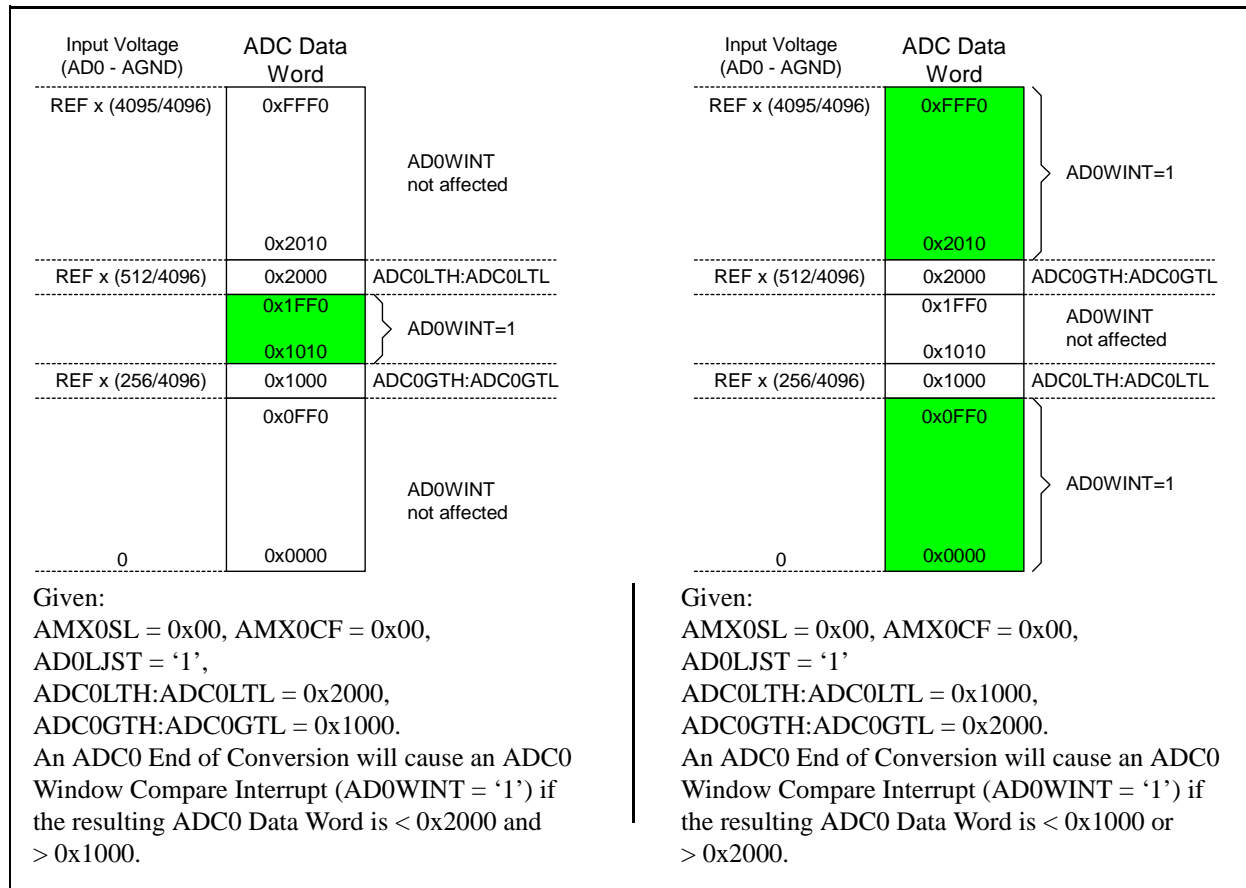 Input Voltage
(AD0 - AGND)
ADC Data
Word
REF x (4095/4096)
0xFFF0
AD0WINT
not affected
0x2010
REF x (512/4096)
0x2000
ADC0LTH:ADC0LTL
0x1FF0
AD0WINT=1
0x1010
REF x (256/4096)
0x1000
ADC0GTH:ADC0GTL
0x0FF0
AD0WINT
not affected
0
0x0000
Given:
AMX0SL = 0x00, AMX0CF = 0x00,
AD0LJST = ‘1’,
ADC0LTH:ADC0LTL = 0x2000,
ADC0GTH:ADC0GTL = 0x1000.
An ADC0 End of Conversion will cause an ADC0
Window Compare Interrupt (AD0WINT = ‘1’) if
the resulting ADC0 Data Word is < 0x2000 and
> 0x1000.
Input Voltage
(AD0 - AGND)
ADC Data
Word
REF x (4095/4096)
0xFFF0
AD0WINT=1
0x2010
REF x (512/4096)
0x2000
ADC0GTH:ADC0GTL
0x1FF0
AD0WINT
not affected
0x1010
REF x (256/4096)
0x1000
ADC0LTH:ADC0LTL
0x0FF0
AD0WINT=1
0
0x0000
Given:
AMX0SL = 0x00, AMX0CF = 0x00,
AD0LJST = ‘1’
ADC0LTH:ADC0LTL = 0x1000,
ADC0GTH:ADC0GTL = 0x2000.
An ADC0 End of Conversion will cause an ADC0
Window Compare Interrupt (AD0WINT = ‘1’) if
the resulting ADC0 Data Word is < 0x1000 or
> 0x2000.